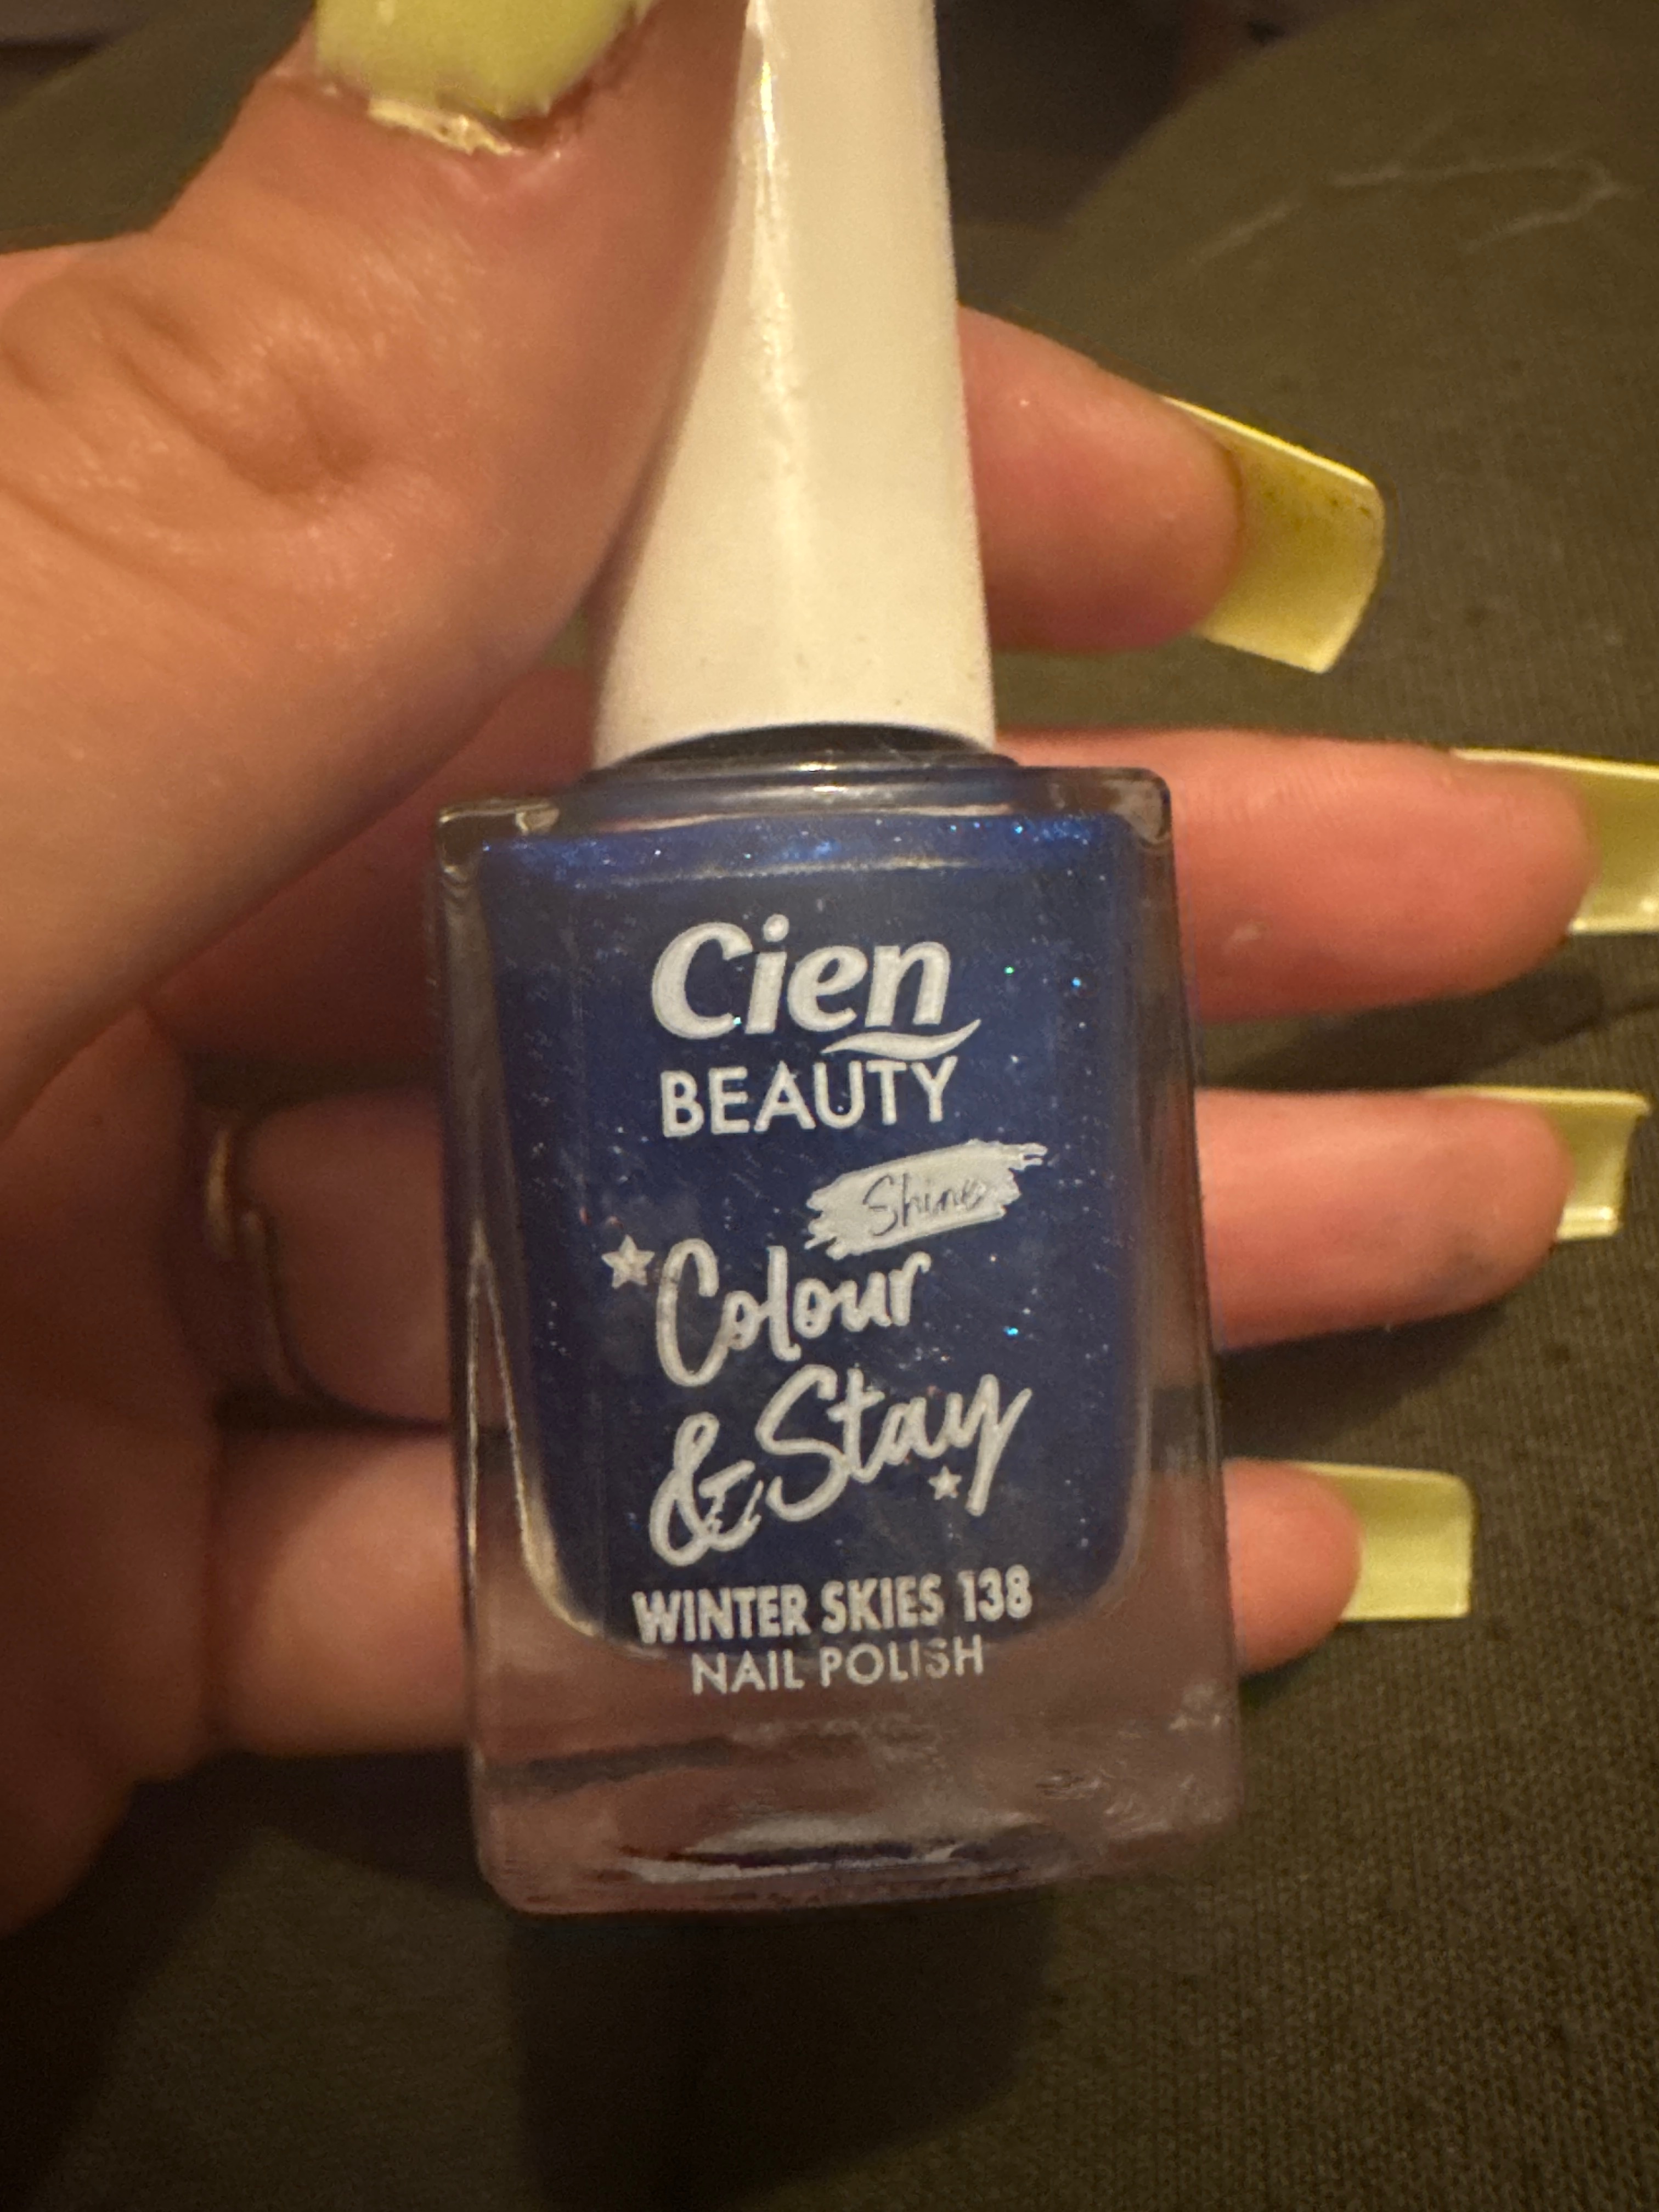 Cien
BEAUTY
Shine
Colour
& Stay
WINTER SKIES 138
NAIL POLISH